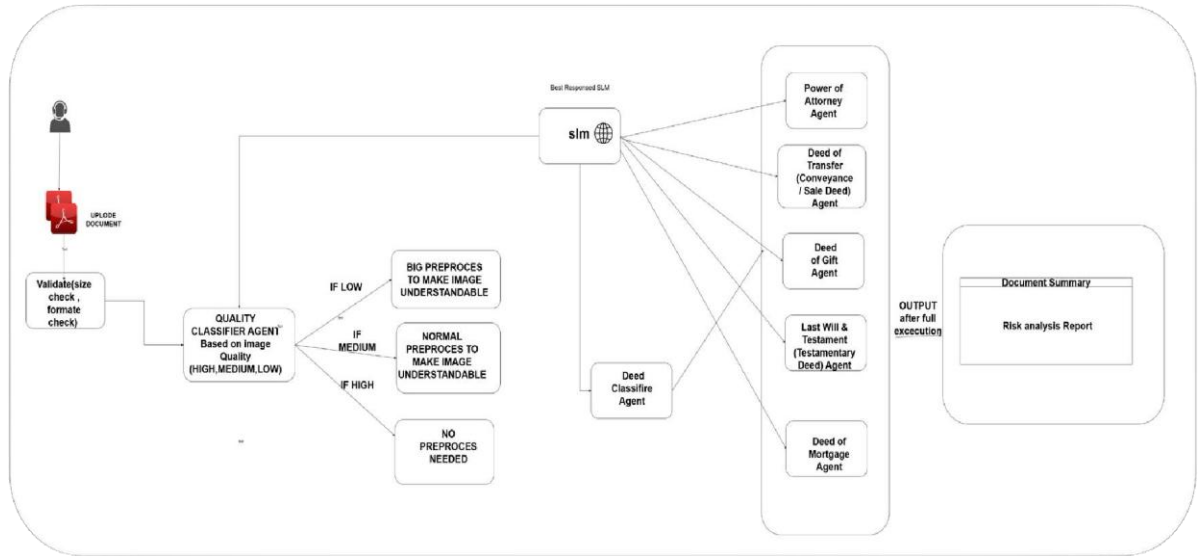 Best Responsed SLM
slm
UPLODE
DOCUMENT
Validate(size
check ,
formate
check)
QUALITY
CLASSIFIER AGENT
Based on image
Quality
(HIGH,MEDIUM,LOW)
IF LOW
IF
MEDIUM
IF HIGH
BIG PREPROCES
TO MAKE IMAGE
UNDERSTANDABLE
NORMAL
PREPROCES TO
MAKE IMAGE
UNDERSTANDABLE
NO
PREPROCES
NEEDED
Deed
Classifire
Agent
Power of
Attorney
Agent
Deed of
Transfer
(Conveyance
/ Sale Deed)
Agent
Deed
of Gift
Agent
Last Will &
Testament
(Testamentary
Deed) Agent
Deed of
Mortgage
Agent
OUTPUT
after full
excecution
Document Summary
Risk analysis Report